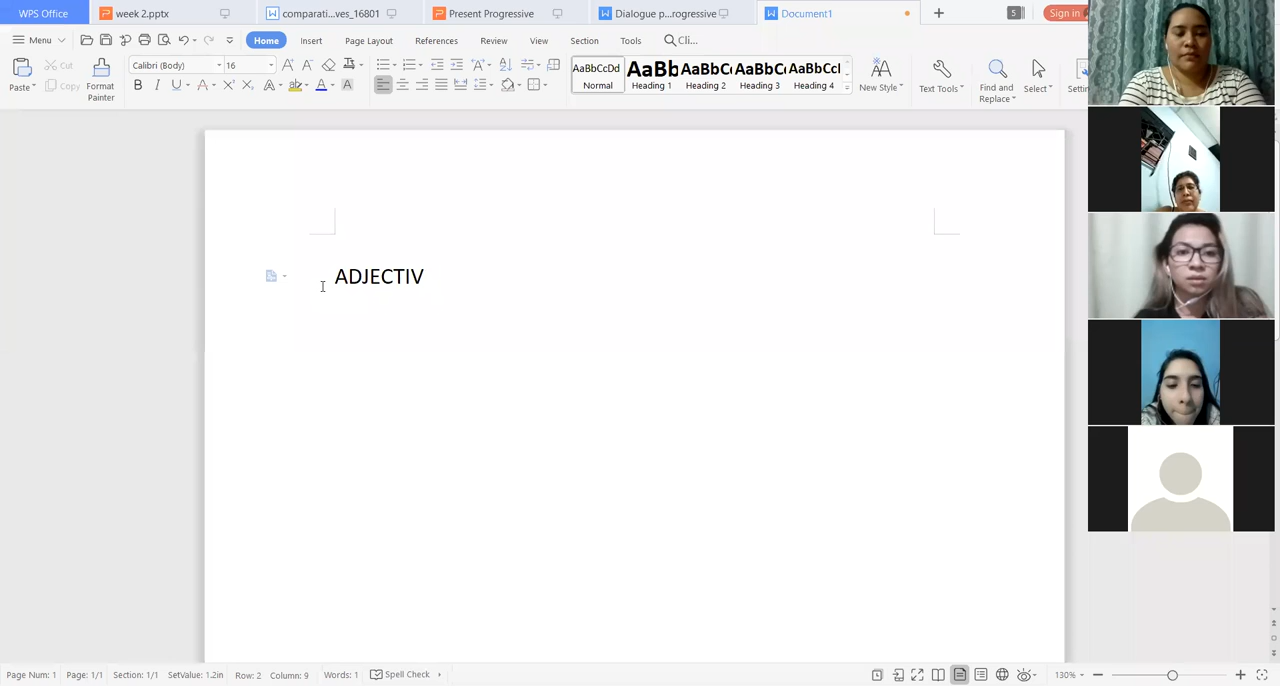 WPS Office week 2.pptx comparati...ves_16801 Present Progressive Dialogue p...rogressive Document1 + 5 Sign in
Menu Home Insert Page Layout References Review View Section Tools Cli...
Paste Cut Copy Format Painter Calibri (Body) 16 AaBbCcDd Normal AaBb Heading 1 AaBbC Heading 2 AaBbC Heading 3 AaBbCcl Heading 4 New Style Text Tools Find and Replace Select
ADJECTIV
Page Num: 1 Page: 1/1 Section: 1/1 SetValue: 1.2in Row: 2 Column: 9 Words: 1 Spell Check 130%